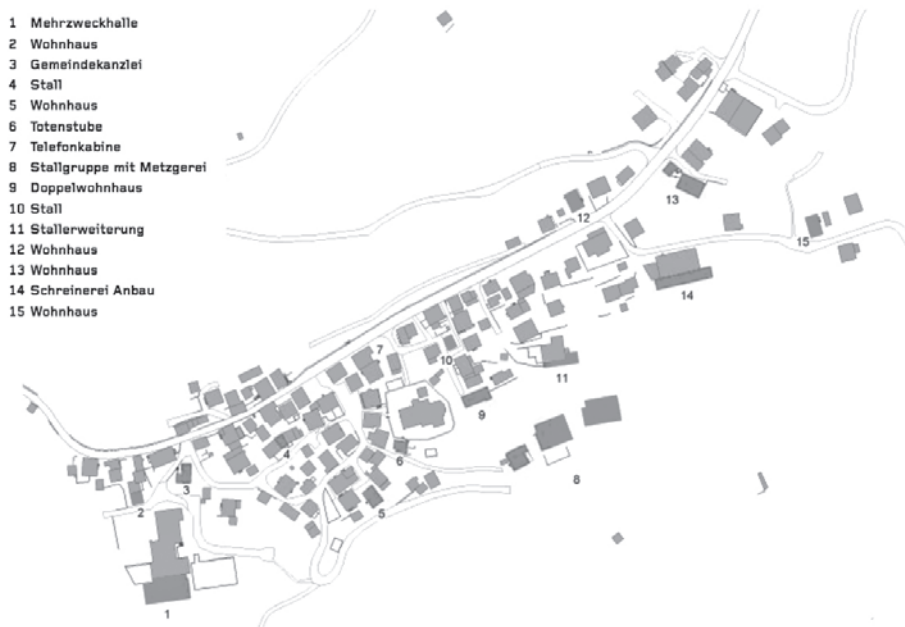 1 Mehrzweckhalle
2 Wohnhaus
3 Gemeindekanzlei
4 Stall
5 Wohnhaus
6 Totenstube
7 Telefonkabine
8 Stallgruppe mit Metzgerei
9 Doppelwohnhaus
10 Stall
11 Stallerweiterung
12 Wohnhaus
13 Wohnhaus
14 Schreinerei Anbau
15 Wohnhaus
13
12
15
14
7
10
11
9
4
6
8
3
2
5
1